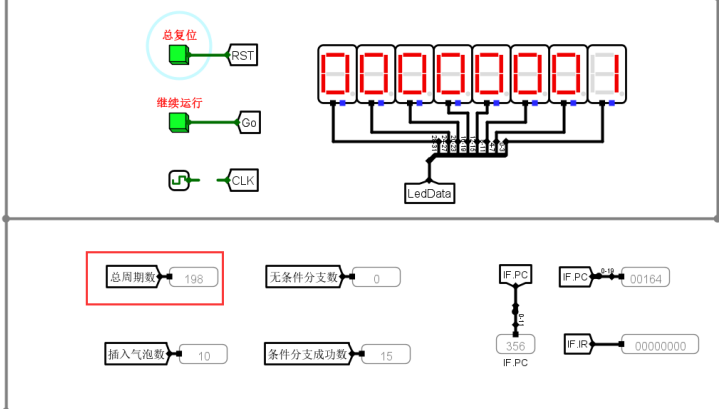 总复位
RST
继续运行
Go
CLK
00000001
LedData
总周期数 198
无条件分支数 0
IF.PC
IF.PC 0-19 00164
插入气泡数 10
条件分支成功数 15
356
IF.PC
IF.IR 00000000